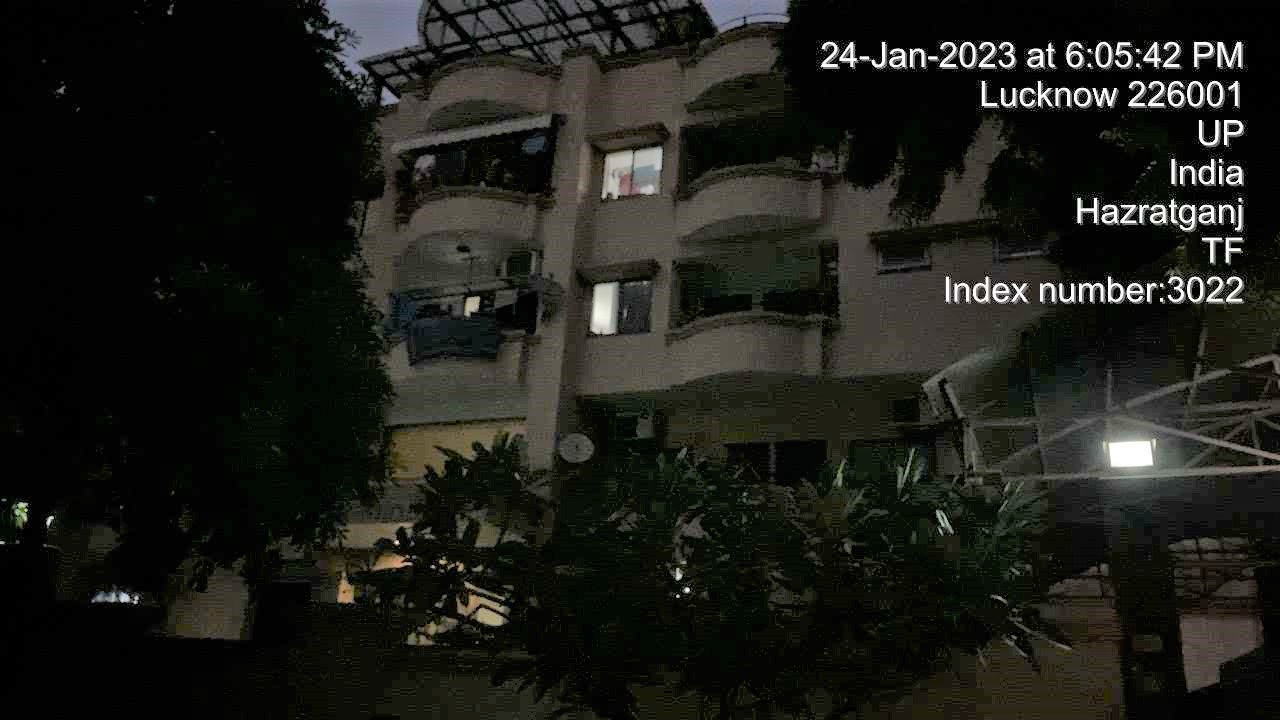 24-Jan-2023 at 6:05:42 PM
Lucknow 226001
UP
India
Hazratganj
TF
Index number:3022